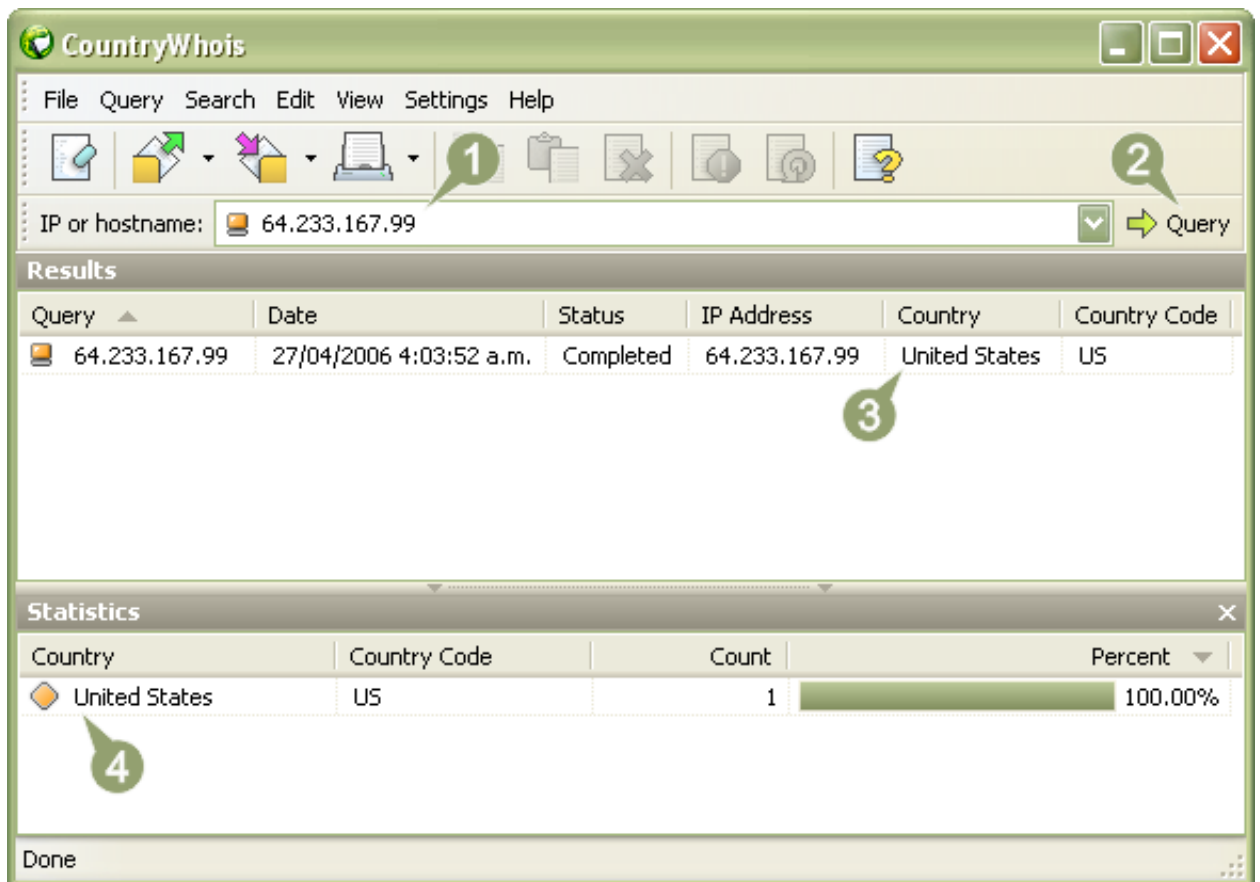 CountryWhois
File Query Search Edit View Settings Help
1
2
IP or hostname: 64.233.167.99 Query
Results
Query Date Status IP Address Country Country Code
64.233.167.99 27/04/2006 4:03:52 a.m. Completed 64.233.167.99 United States US
3
Statistics
Country Country Code Count Percent
United States US 1 100.00%
4
Done